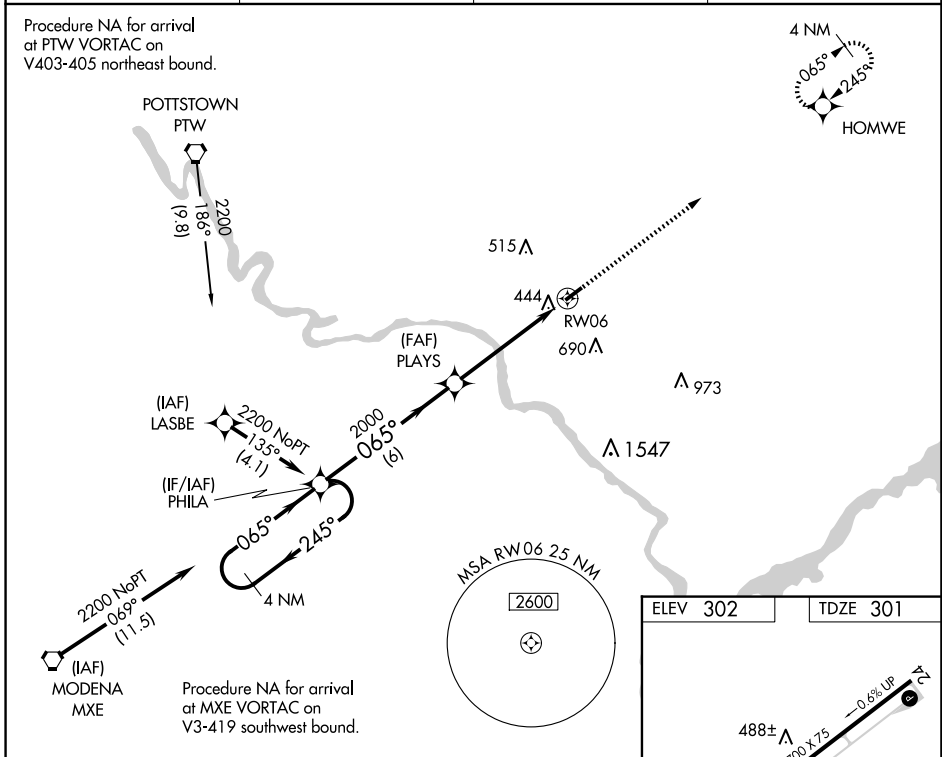 Procedure NA for arrival
at PTW VORTAC on
V403-405 northeast bound.
4 NM
065°
245°
HOMWE
POTTSTOWN
PTW
2200
186°
(9.8)
515
444
RW06
690
973
1547
(FAF)
PLAYS
(IAF)
LASBE
2200 NoPT
135°
(4.1)
2000
065°
(6)
(IF/IAF)
PHILA
065°
245°
4 NM
2200 NoPT
069°
(11.5)
(IAF)
MODENA
MXE
Procedure NA for arrival
at MXE VORTAC on
V3-419 southwest bound.
MSA RW06 25 NM
2600
ELEV 302
TDZE 301
24
P
0.6% UP
488±
700 X 75